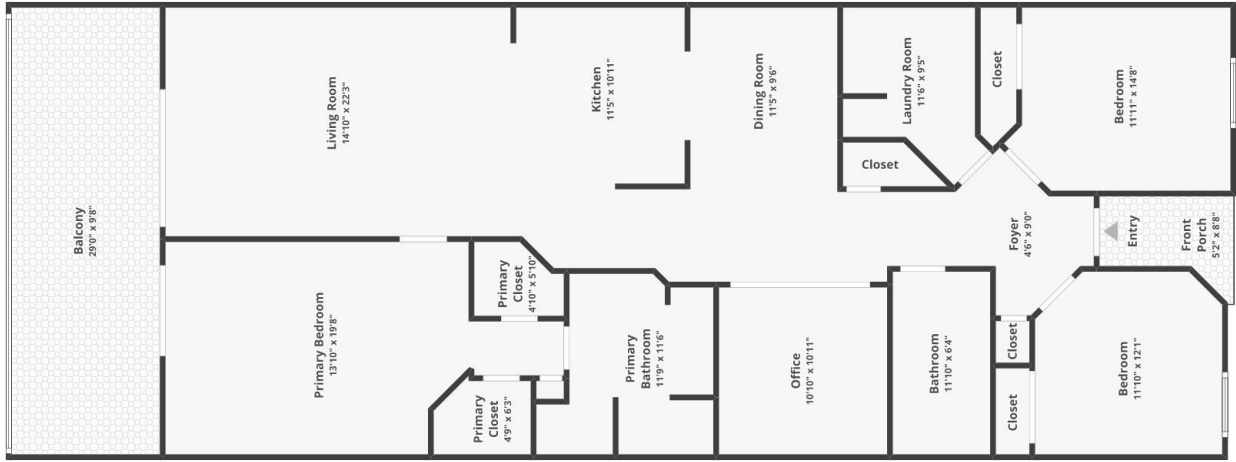 Balcony
29'0" x 9'8"
Living Room
14'10" x 22'3"
Kitchen
11'5" x 10'11"
Dining Room
11'5" x 9'6"
Laundry Room
11'6" x 9'5"
Closet
Closet
Bedroom
11'11" x 14'8"
Foyer
4'6" x 9'0"
Entry
Front
Porch
5'2" x 8'8"
Primary Bedroom
13'10" x 19'8"
Primary
Closet
4'10" x 5'10"
Primary
Closet
4'9" x 6'3"
Primary
Bathroom
11'9" x 11'6"
Office
10'10" x 10'11"
Bathroom
11'10" x 6'4"
Closet
Closet
Bedroom
11'10" x 12'1"